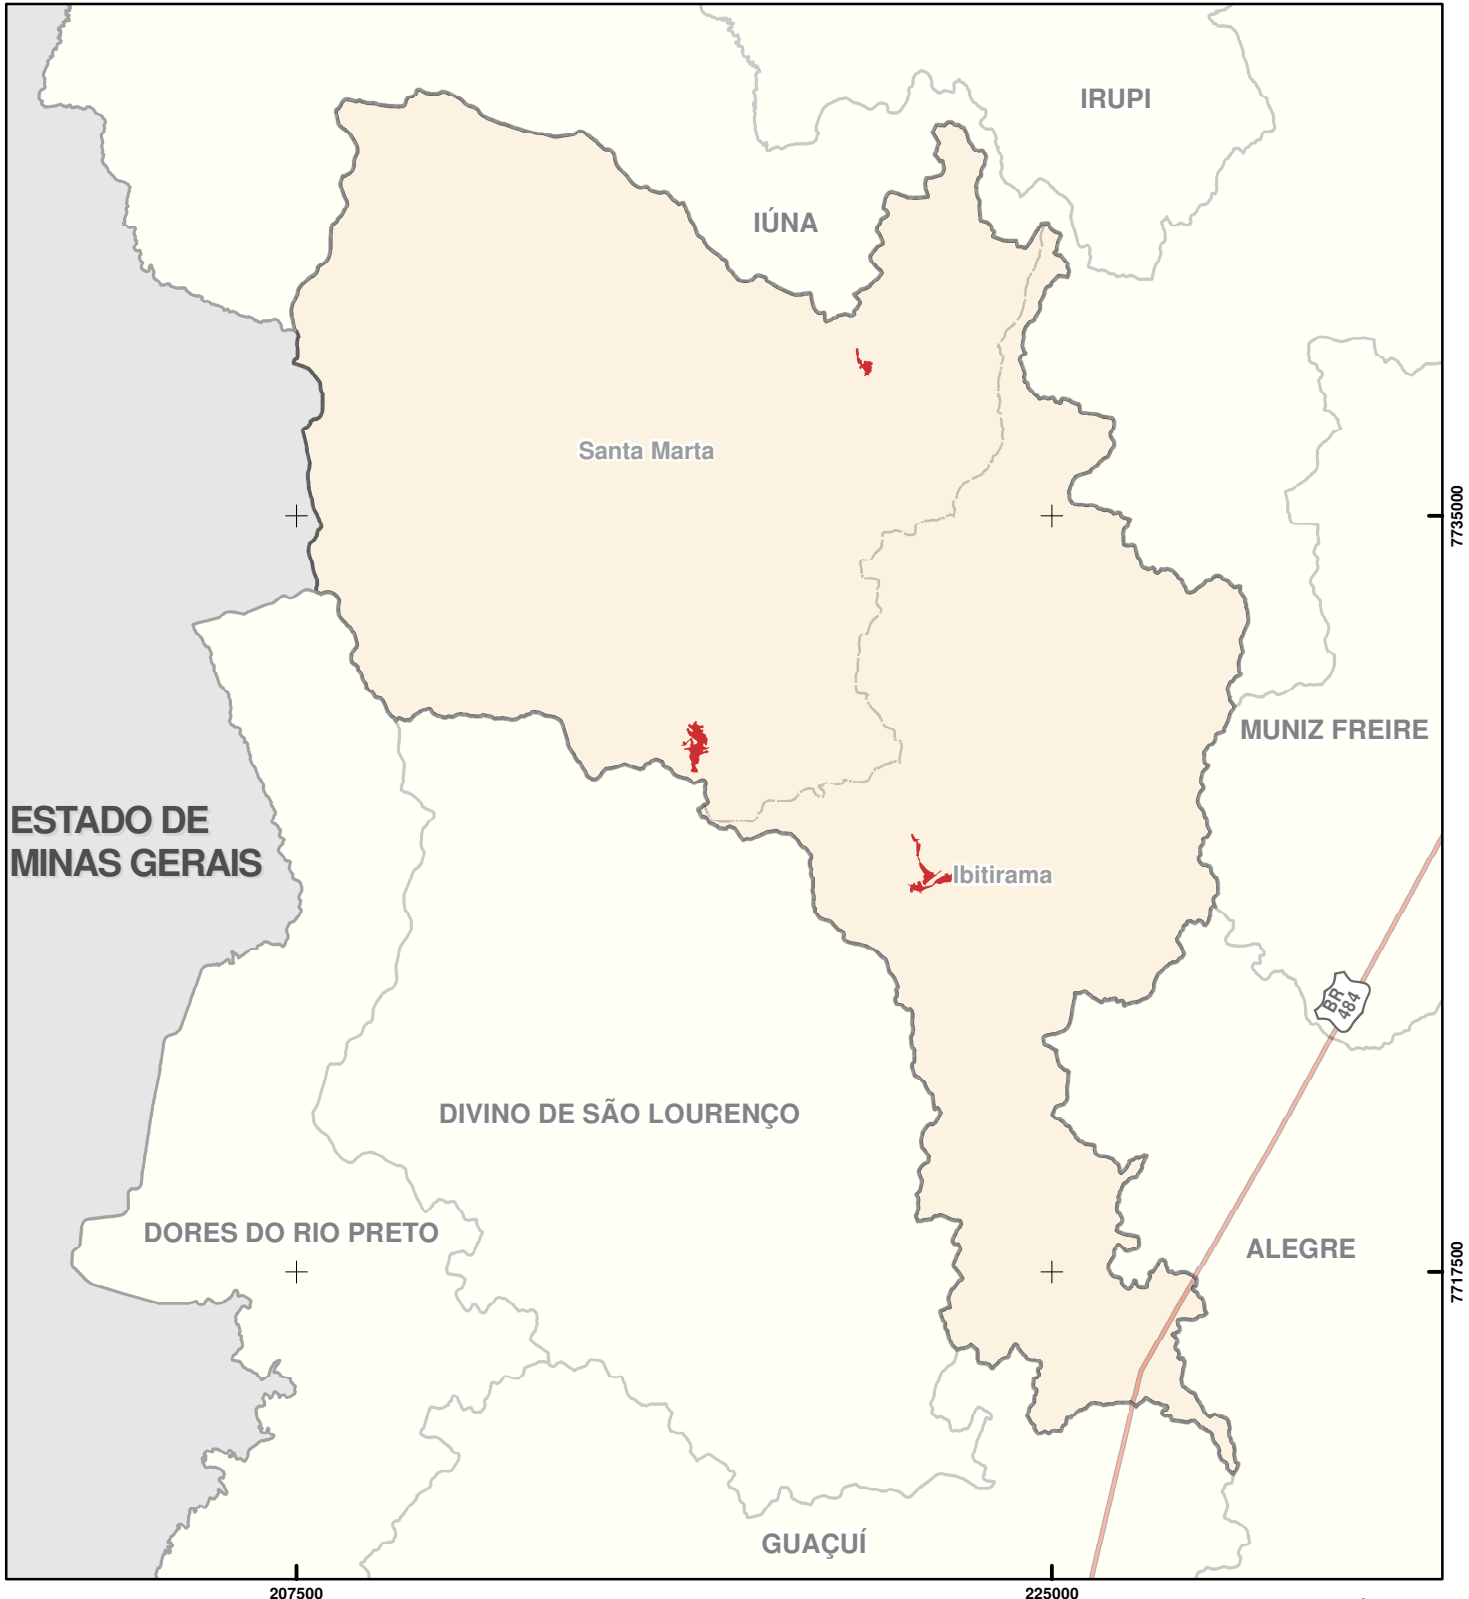 IRUPI
IÚNA
Santa Marta
7735000
MUNIZ FREIRE
ESTADO DE
MINAS GERAIS
Ibitirama
BR
484
DIVINO DE SÃO LOURENÇO
DORES DO RIO PRETO
ALEGRE
7717500
GUAÇUÍ
207500
225000